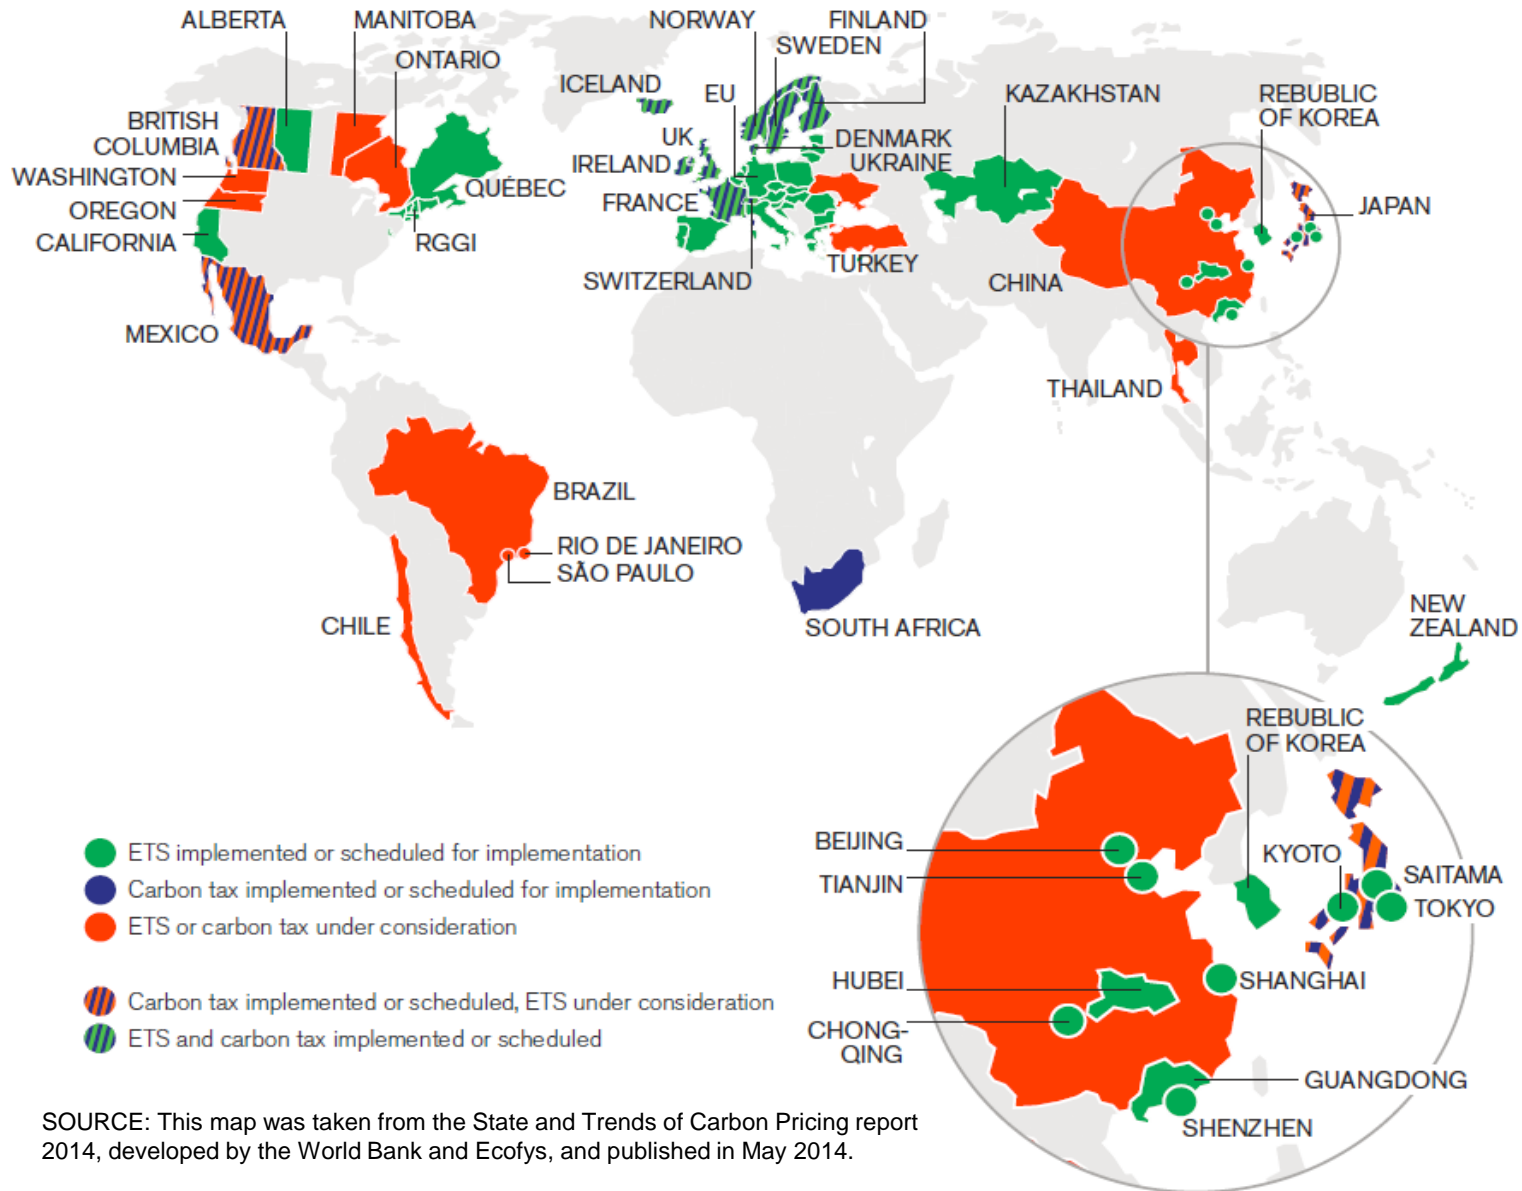 ALBERTA
MANITOBA
ONTARIO
NORWAY
FINLAND
SWEDEN
ICELAND
EU
KAZAKHSTAN
REBUBLIC
OF KOREA
BRITISH
COLUMBIA
UK
DENMARK
UKRAINE
IRELAND
WASHINGTON
QUÉBEC
FRANCE
OREGON
JAPAN
CALIFORNIA
RGGI
TURKEY
SWITZERLAND
CHINA
MEXICO
THAILAND
BRAZIL
RIO DE JANEIRO
SÃO PAULO
CHILE
SOUTH AFRICA
NEW
ZEALAND
REBUBLIC
OF KOREA
BEIJING
TIANJIN
KYOTO
SAITAMA
TOKYO
HUBEI
SHANGHAI
CHONG-
QING
GUANGDONG
SHENZHEN
ETS implemented or scheduled for implementation
Carbon tax implemented or scheduled for implementation
ETS or carbon tax under consideration
Carbon tax implemented or scheduled, ETS under consideration
ETS and carbon tax implemented or scheduled
SOURCE: This map was taken from the State and Trends of Carbon Pricing report
2014, developed by the World Bank and Ecofys, and published in May 2014.